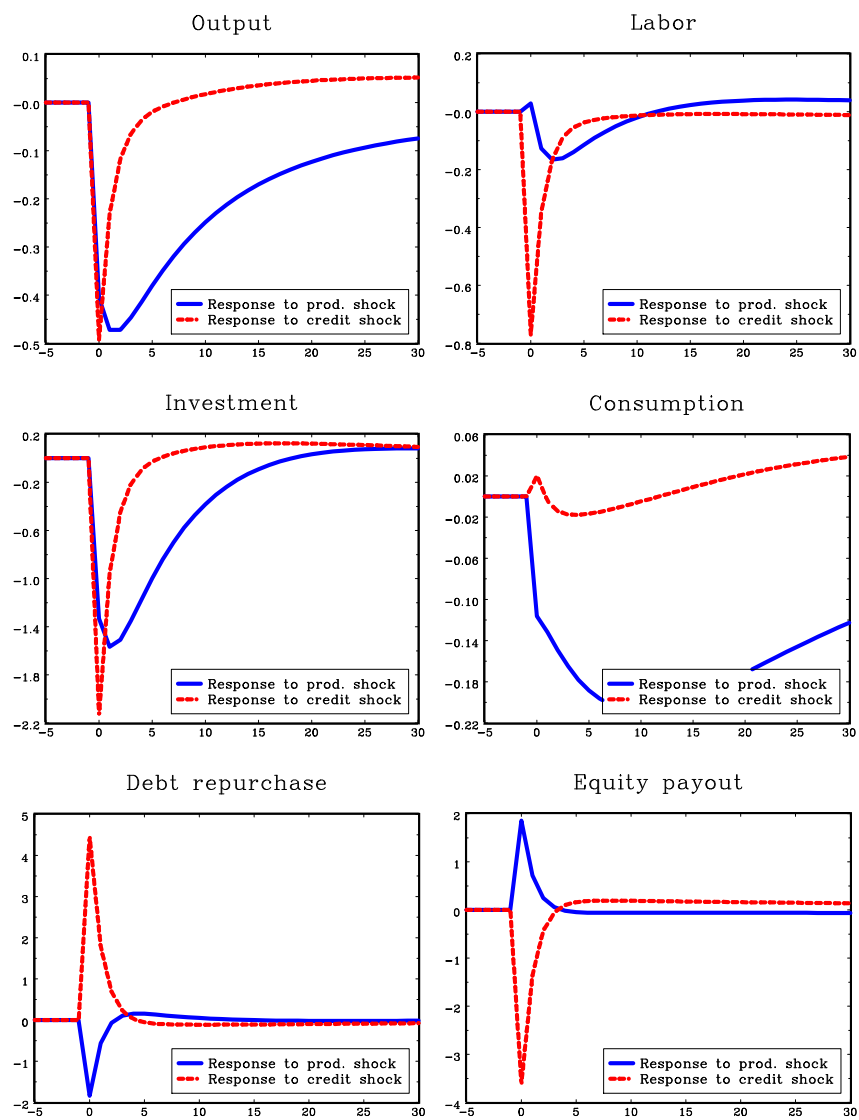 Output
Labor
0.1
-0.0
-0.1
-0.2
-0.3
-0.4
-0.5
Response to prod. shock
Response to credit shock
-5 0 5 10 15 20 25 30
0.2
-0.0
-0.2
-0.4
-0.6
-0.8
Response to prod. shock
Response to credit shock
-5 0 5 10 15 20 25 30
Investment
Consumption
0.2
-0.2
-0.6
-1.0
-1.4
-1.8
-2.2
Response to prod. shock
Response to credit shock
-5 0 5 10 15 20 25 30
0.06
0.02
-0.02
-0.06
-0.10
-0.14
-0.18
-0.22
Response to prod. shock
Response to credit shock
-5 0 5 10 15 20 25 30
Debt repurchase
Equity payout
5
4
3
2
1
0
-1
-2
Response to prod. shock
Response to credit shock
-5 0 5 10 15 20 25 30
2
1
0
-1
-2
-3
-4
Response to prod. shock
Response to credit shock
-5 0 5 10 15 20 25 30